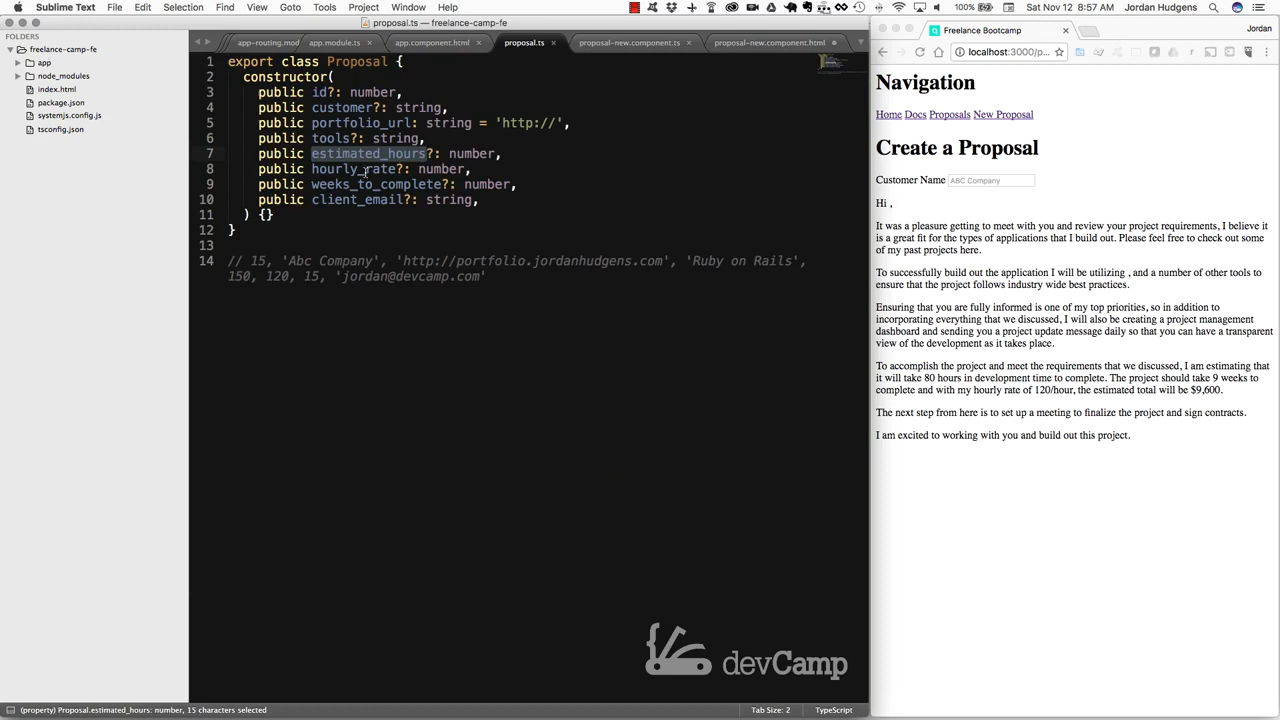 Sublime Text File Edit Selection Find View Goto Tools Project Window Help 100% Sat Nov 12 8:57 AM Jordan Hudgens
proposal.ts — freelance-camp-fe
Freelance Bootcamp
Jordan
FOLDERS
freelance-camp-fe
app
node_modules
index.html
package.json
systemjs.config.js
tsconfig.json
app-routing.mod app.module.ts app.component.html proposal.ts proposal-new.component.ts proposal-new.component.html
1 export class Proposal {
2 constructor(
3 public id?: number,
4 public customer?: string,
5 public portfolio_url: string = 'http://',
6 public tools?: string,
7 public estimated_hours?: number,
8 public hourly_rate?: number,
9 public weeks_to_complete?: number,
10 public client_email?: string,
11 ) {}
12 }
13
14 // 15, 'Abc Company', 'http://portfolio.jordanhudgens.com', 'Ruby on Rails',
150, 120, 15, 'jordan@devcamp.com'
devCamp
(property) Proposal.estimated_hours: number, 15 characters selected
Tab Size: 2 TypeScript
localhost:3000/p...
Navigation
Home Docs Proposals New Proposal
Create a Proposal
Customer Name ABC Company
Hi ,
It was a pleasure getting to meet with you and review your project requirements, I believe it
is a great fit for the types of applications that I build out. Please feel free to check out some
of my past projects here.
To successfully build out the application I will be utilizing , and a number of other tools to
ensure that the project follows industry wide best practices.
Ensuring that you are fully informed is one of my top priorities, so in addition to
incorporating everything that we discussed, I will also be creating a project management
dashboard and sending you a project update message daily so that you can have a transparent
view of the development as it takes place.
To accomplish the project and meet the requirements that we discussed, I am estimating that
it will take 80 hours in development time to complete. The project should take 9 weeks to
complete and with my hourly rate of 120/hour, the estimated total will be $9,600.
The next step from here is to set up a meeting to finalize the project and sign contracts.
I am excited to working with you and build out this project.